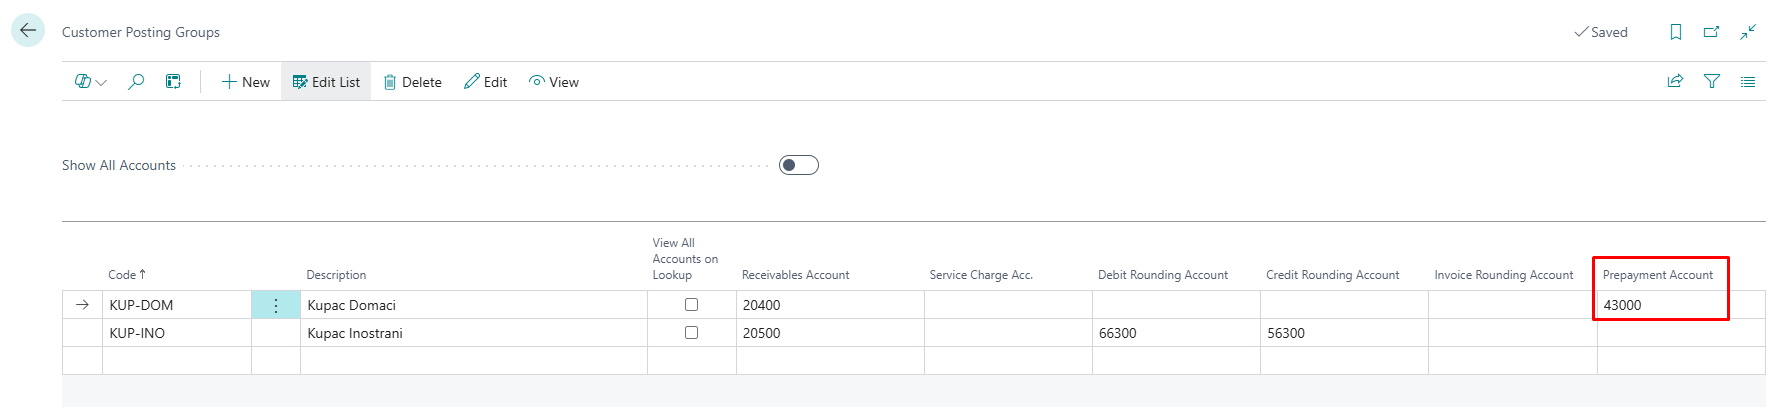 Customer Posting Groups
Saved
New Edit List Delete Edit View
Show All Accounts
Code ↑ Description View All Accounts on Lookup Receivables Account Service Charge Acc. Debit Rounding Account Credit Rounding Account Invoice Rounding Account Prepayment Account
KUP-DOM Kupac Domaci 20400 43000
KUP-INO Kupac Inostrani 20500 66300 56300